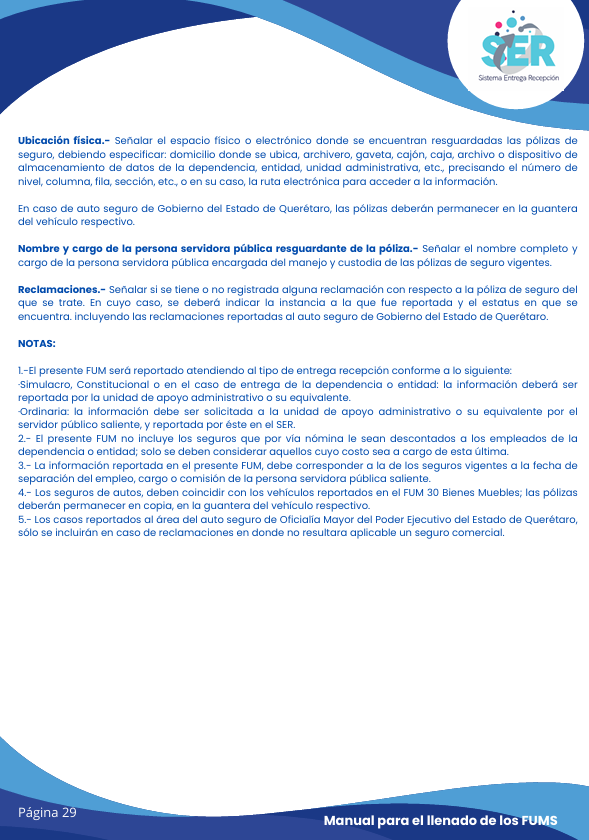 SER
Sistema Entrega Recepción
Ubicación física.- Señalar el espacio físico o electrónico donde se encuentran resguardadas las pólizas de
seguro, debiendo especificar: domicilio donde se ubica, archivero, gaveta, cajón, caja, archivo o dispositivo de
almacenamiento de datos de la dependencia, entidad, unidad administrativa, etc., precisando el número de
nivel, columna, fila, sección, etc., o en su caso, la ruta electrónica para acceder a la información.
En caso de auto seguro de Gobierno del Estado de Querétaro, las pólizas deberán permanecer en la guantera
del vehículo respectivo.
Nombre y cargo de la persona servidora pública resguardante de la póliza.- Señalar el nombre completo y
cargo de la persona servidora pública encargada del manejo y custodia de las pólizas de seguro vigentes.
Reclamaciones.- Señalar si se tiene o no registrada alguna reclamación con respecto a la póliza de seguro del
que se trate. En cuyo caso, se deberá indicar la instancia a la que fue reportada y el estatus en que se
encuentra. incluyendo las reclamaciones reportadas al auto seguro de Gobierno del Estado de Querétaro.
NOTAS:
1.-El presente FUM será reportado atendiendo al tipo de entrega recepción conforme a lo siguiente:
·Simulacro, Constitucional o en el caso de entrega de la dependencia o entidad: la información deberá ser
reportada por la unidad de apoyo administrativo o su equivalente.
·Ordinaria: la información debe ser solicitada a la unidad de apoyo administrativo o su equivalente por el
servidor público saliente, y reportada por éste en el SER.
2.- El presente FUM no incluye los seguros que por vía nómina le sean descontados a los empleados de la
dependencia o entidad; solo se deben considerar aquellos cuyo costo sea a cargo de esta última.
3.- La información reportada en el presente FUM, debe corresponder a la de los seguros vigentes a la fecha de
separación del empleo, cargo o comisión de la persona servidora pública saliente.
4.- Los seguros de autos, deben coincidir con los vehículos reportados en el FUM 30 Bienes Muebles; las pólizas
deberán permanecer en copia, en la guantera del vehículo respectivo.
5.- Los casos reportados al área del auto seguro de Oficialía Mayor del Poder Ejecutivo del Estado de Querétaro,
sólo se incluirán en caso de reclamaciones en donde no resultara aplicable un seguro comercial.
Página 29
Manual para el llenado de los FUMS